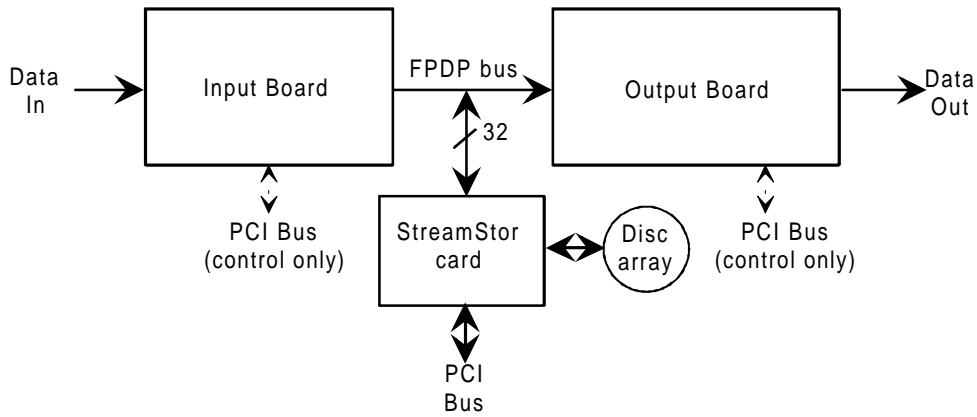 Data
In
Input Board
FPDP bus
Output Board
Data
Out
32
PCI Bus
(control only)
StreamStor
card
Disc
array
PCI Bus
(control only)
PCI
Bus